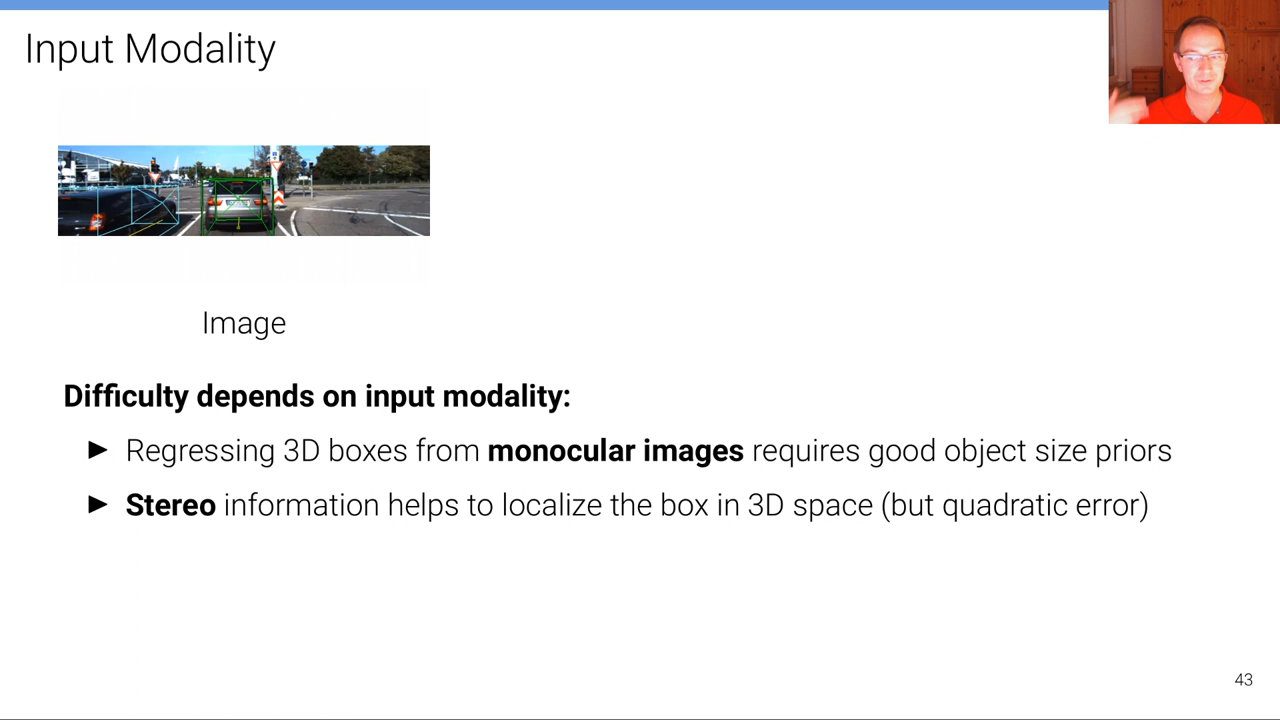 Input Modality
Image
Difficulty depends on input modality:
► Regressing 3D boxes from monocular images requires good object size priors
► Stereo information helps to localize the box in 3D space (but quadratic error)
43